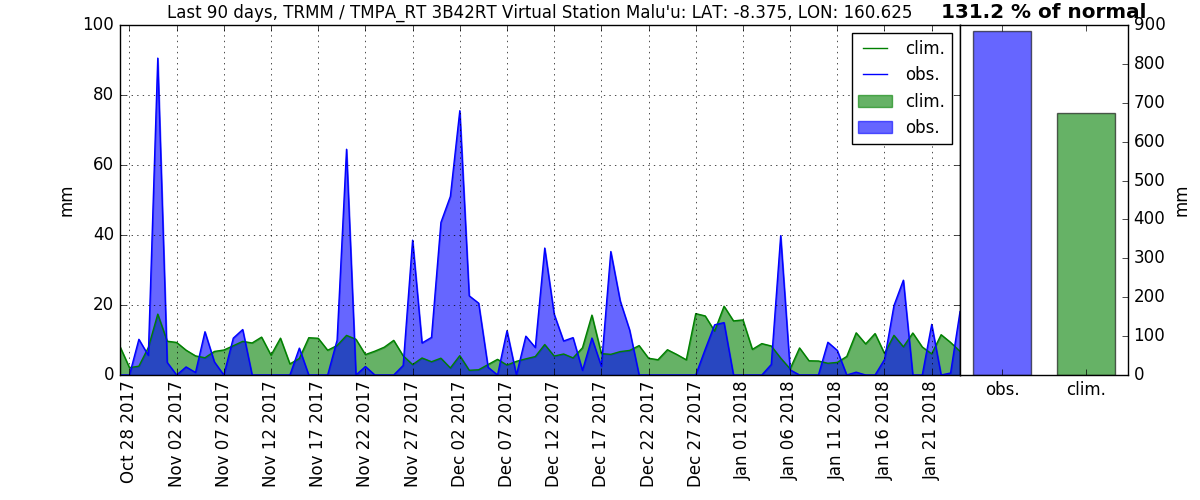 Last 90 days, TRMM / TMPA_RT 3B42RT Virtual Station Malu'u: LAT: -8.375, LON: 160.625
131.2 % of normal
100
80
60
40
20
0
mm
clim.
obs.
clim.
obs.
900
800
700
600
500
400
300
200
100
0
mm
Oct 28 2017
Nov 02 2017
Nov 07 2017
Nov 12 2017
Nov 17 2017
Nov 22 2017
Nov 27 2017
Dec 02 2017
Dec 07 2017
Dec 12 2017
Dec 17 2017
Dec 22 2017
Dec 27 2017
Jan 01 2018
Jan 06 2018
Jan 11 2018
Jan 16 2018
Jan 21 2018
obs.
clim.